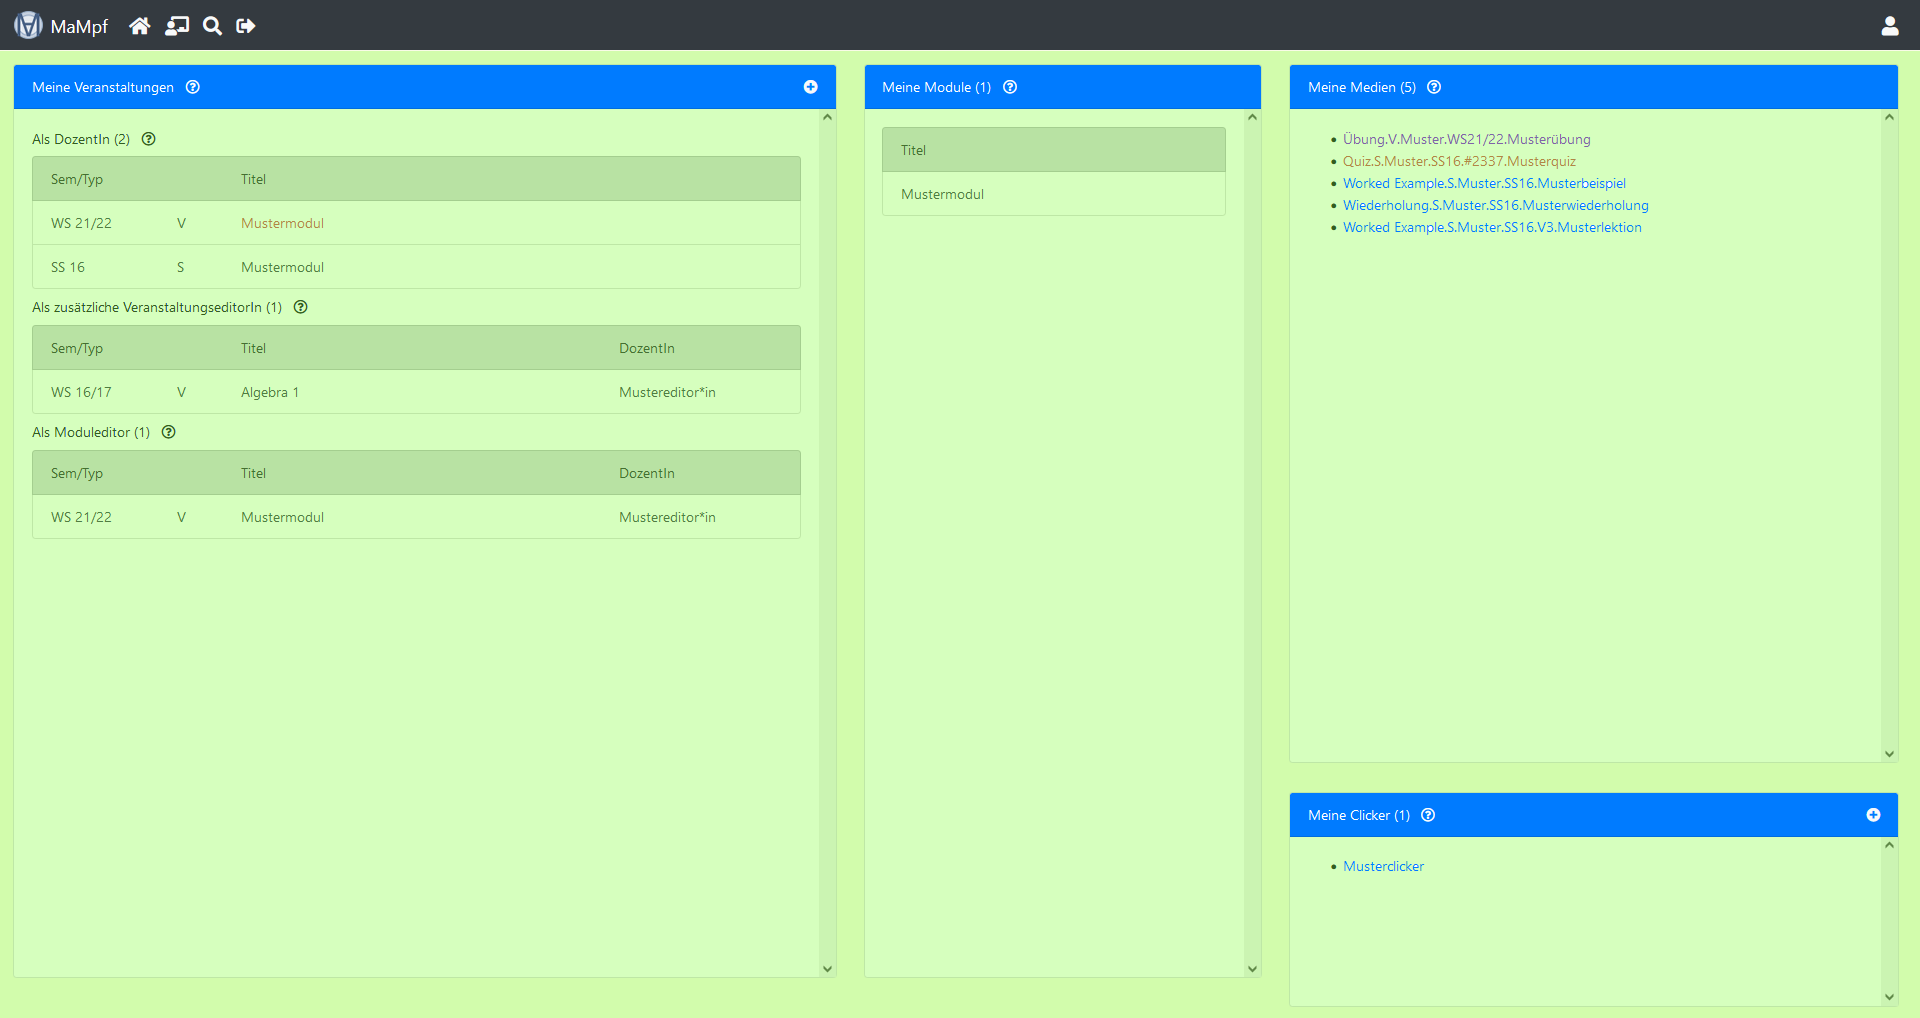 MaMpf
Meine Veranstaltungen
Als DozentIn (2)
Sem/Typ Titel
WS 21/22 V Mustermodul
SS 16 S Mustermodul
Als zusätzliche VeranstaltungseditorIn (1)
Sem/Typ Titel DozentIn
WS 16/17 V Algebra 1 Mustereditor*in
Als Moduleditor (1)
Sem/Typ Titel DozentIn
WS 21/22 V Mustermodul Mustereditor*in
Meine Module (1)
Titel
Mustermodul
Meine Medien (5)
Übung.V.Muster.WS21/22.Musterübung
Quiz.S.Muster.SS16.#2337.Musterquiz
Worked Example.S.Muster.SS16.Musterbeispiel
Wiederholung.S.Muster.SS16.Musterwiederholung
Worked Example.S.Muster.SS16.V3.Musterlektion
Meine Clicker (1)
Musterclicker